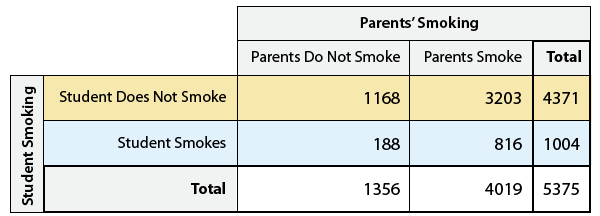 Parents' Smoking
Parents Do Not Smoke Parents Smoke Total
Student Smoking
Student Does Not Smoke 1168 3203 4371
Student Smokes 188 816 1004
Total 1356 4019 5375